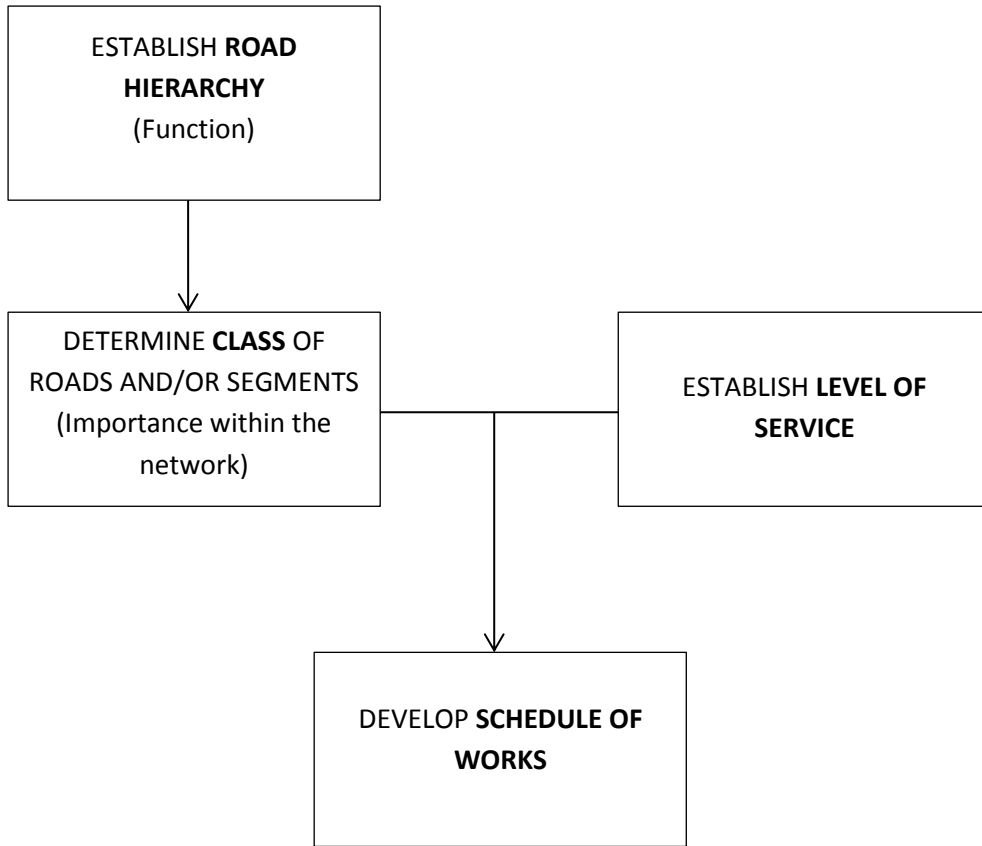 ESTABLISH ROAD
HIERARCHY
(Function)
DETERMINE CLASS OF
ROADS AND/OR SEGMENTS
(Importance within the
network)
ESTABLISH LEVEL OF
SERVICE
DEVELOP SCHEDULE OF
WORKS